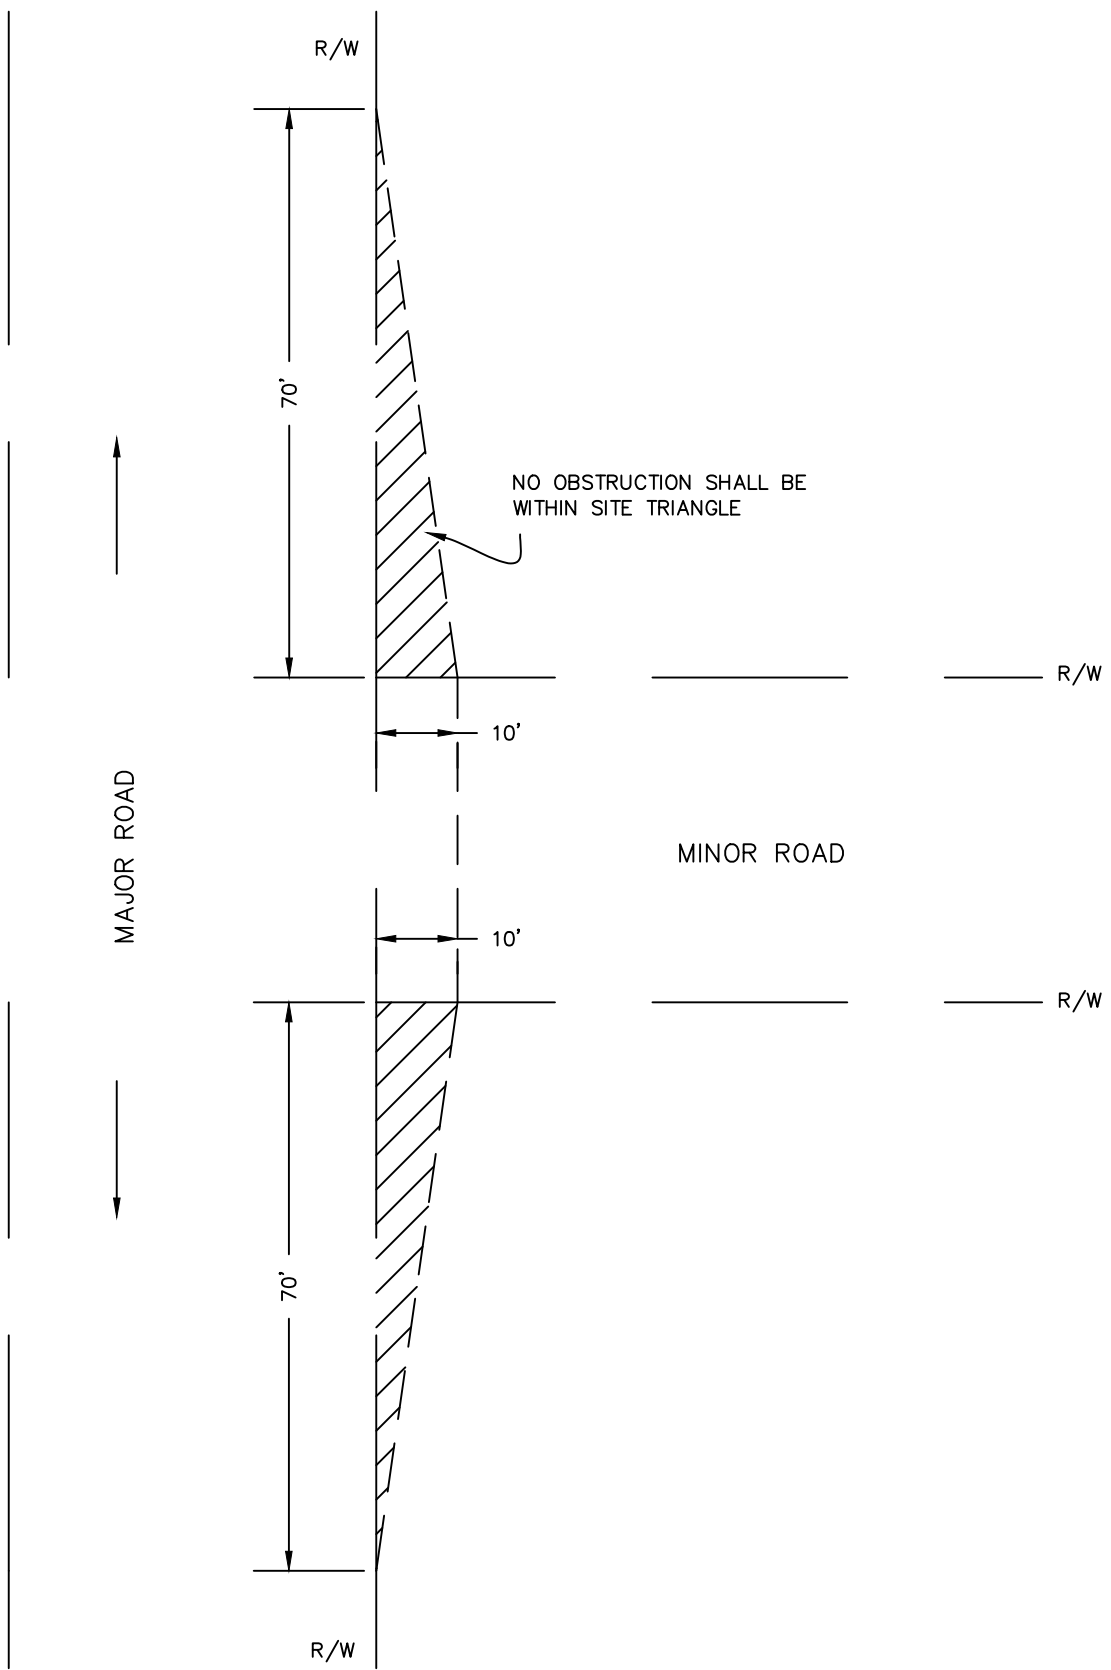 R/W
70'
NO OBSTRUCTION SHALL BE
WITHIN SITE TRIANGLE
R/W
10'
MAJOR ROAD
MINOR ROAD
10'
R/W
70'
R/W